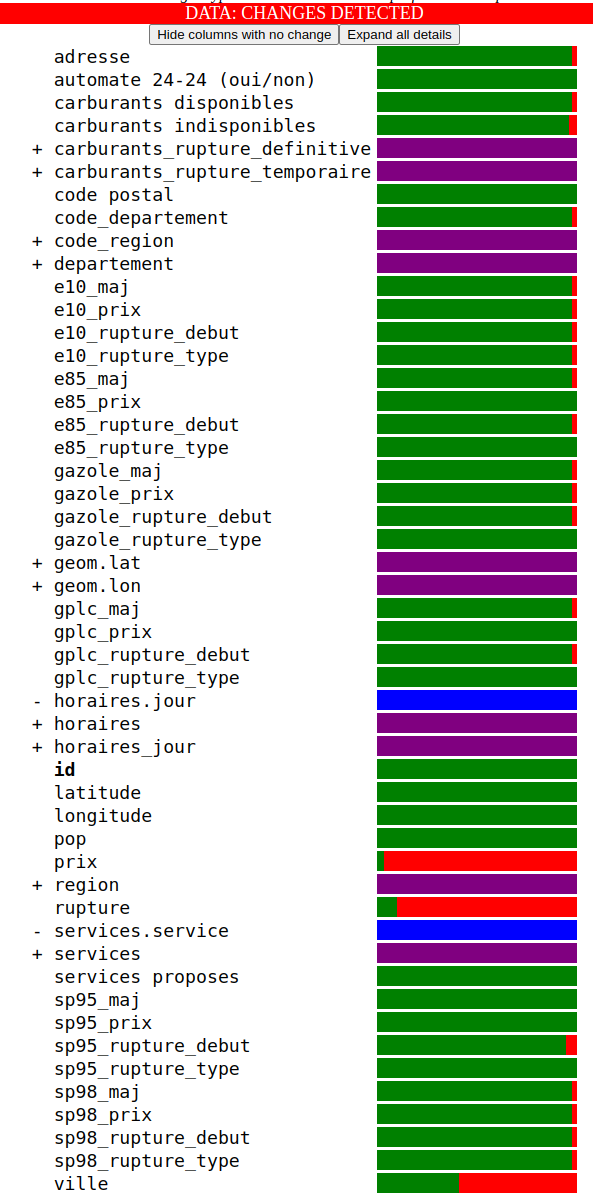 DATA: CHANGES DETECTED
Hide columns with no change Expand all details
adresse
automate 24-24 (oui/non)
carburants disponibles
carburants indisponibles
+ carburants_rupture_definitive
+ carburants_rupture_temporaire
code postal
code_departement
+ code_region
+ departement
e10_maj
e10_prix
e10_rupture_debut
e10_rupture_type
e85_maj
e85_prix
e85_rupture_debut
e85_rupture_type
gazole_maj
gazole_prix
gazole_rupture_debut
gazole_rupture_type
+ geom.lat
+ geom.lon
gplc_maj
gplc_prix
gplc_rupture_debut
gplc_rupture_type
- horaires.jour
+ horaires
+ horaires_jour
id
latitude
longitude
pop
prix
+ region
rupture
- services.service
+ services
services proposes
sp95_maj
sp95_prix
sp95_rupture_debut
sp95_rupture_type
sp98_maj
sp98_prix
sp98_rupture_debut
sp98_rupture_type
ville